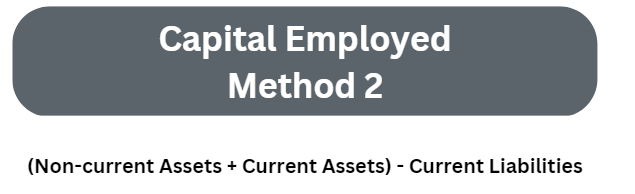 Capital Employed
Method 2
(Non-current Assets + Current Assets) - Current Liabilities